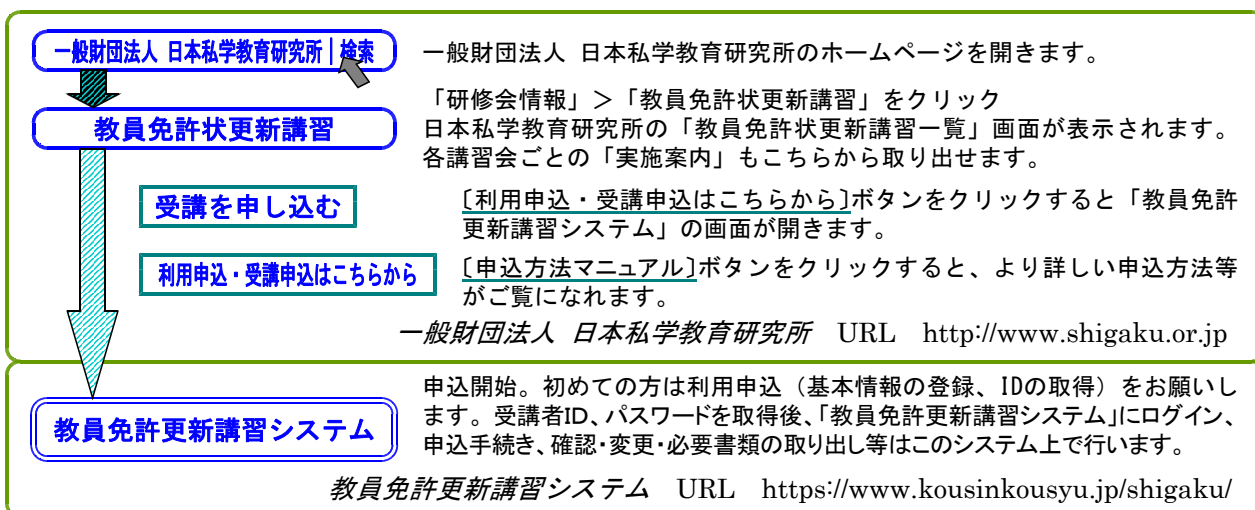 一般財団法人 日本私学教育研究所|検索
一般財団法人 日本私学教育研究所のホームページを開きます。
教員免許状更新講習
「研修会情報」＞「教員免許状更新講習」をクリック
日本私学教育研究所の「教員免許状更新講習一覧」画面が表示されます。
各講習会ごとの「実施案内」もこちらから取り出せます。
受講を申し込む
〔利用申込・受講申込はこちらから〕ボタンをクリックすると「教員免許
更新講習システム」の画面が開きます。
利用申込・受講申込はこちらから
〔申込方法マニュアル〕ボタンをクリックすると、より詳しい申込方法等
がご覧になれます。
一般財団法人 日本私学教育研究所 URL http://www.shigaku.or.jp
教員免許更新講習システム
申込開始。初めての方は利用申込（基本情報の登録、IDの取得）をお願いし
ます。受講者ID、パスワードを取得後、「教員免許更新講習システム」にログイン、
申込手続き、確認・変更・必要書類の取り出し等はこのシステム上で行います。
教員免許更新講習システム URL https://www.kousinkousyu.jp/shigaku/